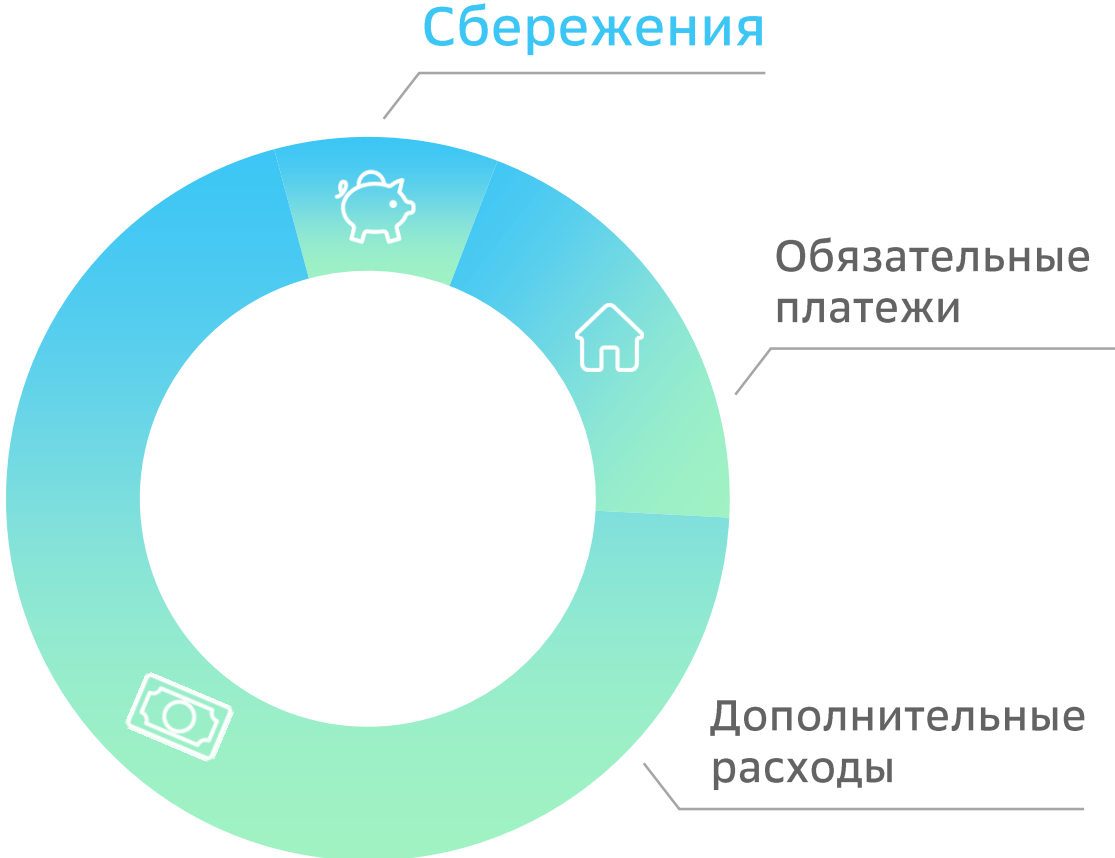 Сбережения
Обязательные
платежи
Дополнительные
расходы